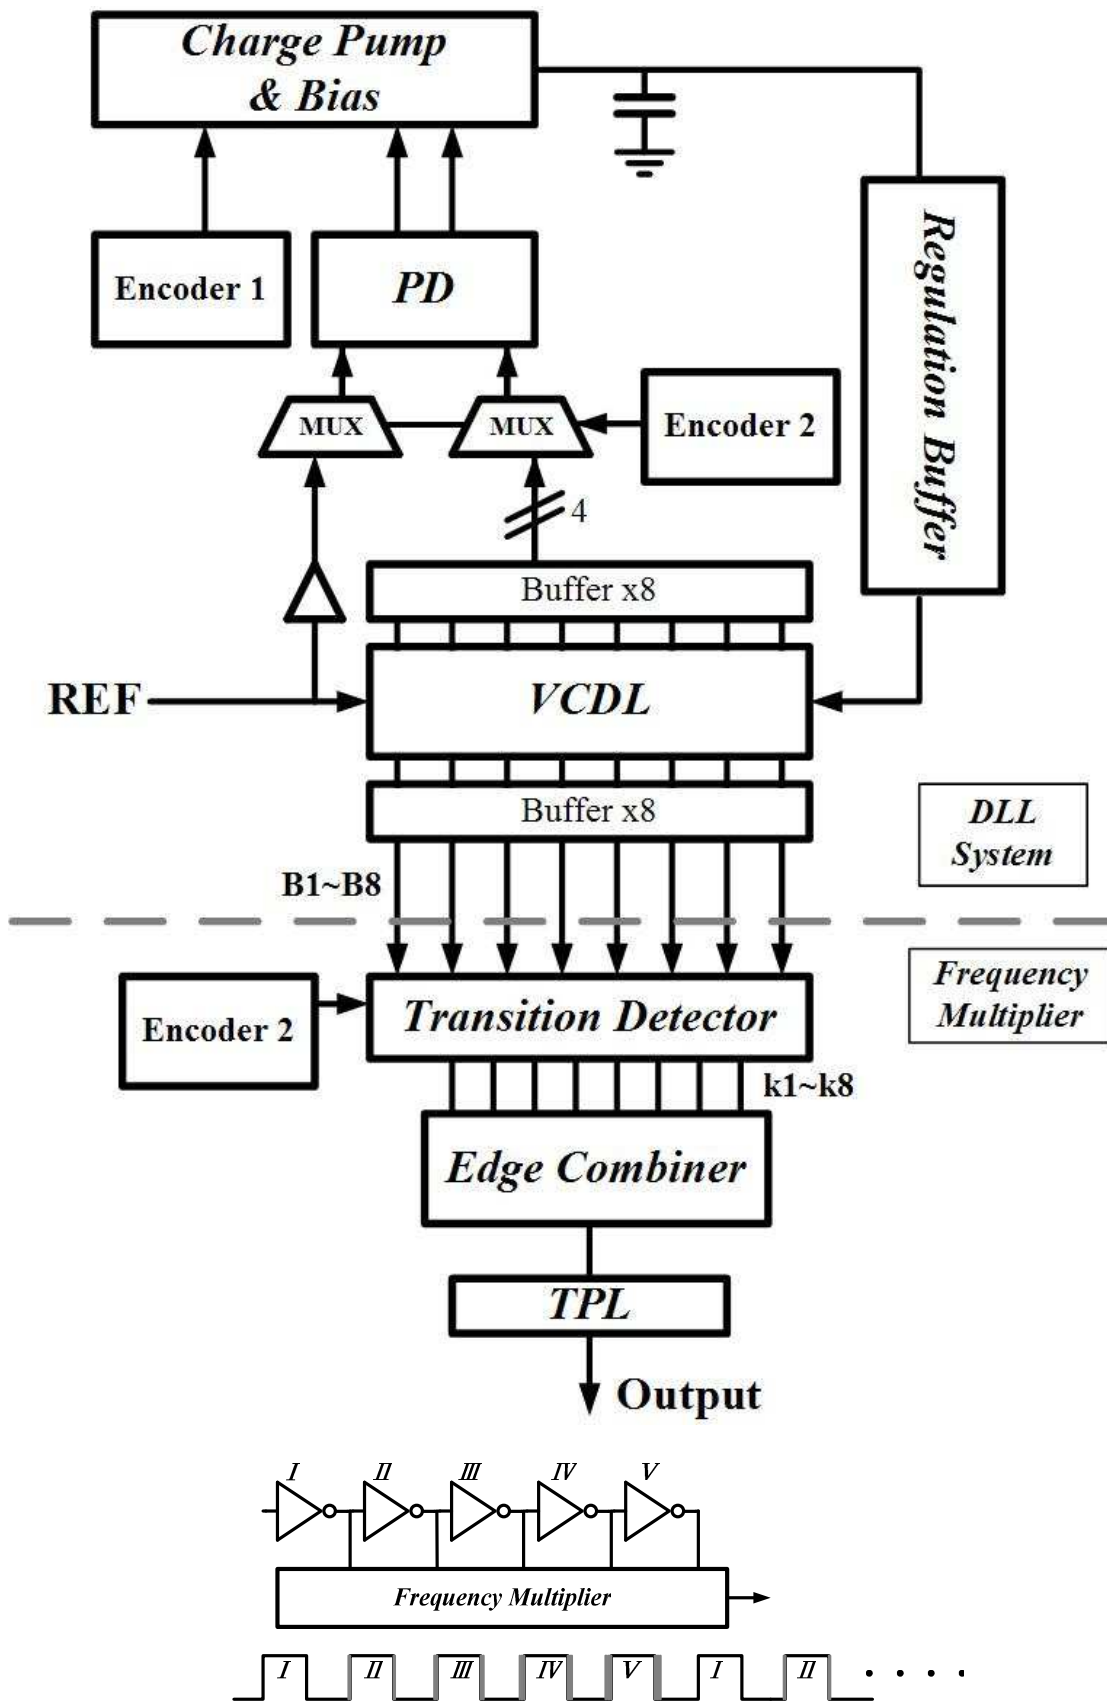 Charge Pump
& Bias
Encoder 1
PD
Regulation Buffer
MUX
MUX
Encoder 2
4
Buffer x8
REF
VCDL
Buffer x8
DLL
System
B1~B8
Frequency
Multiplier
Encoder 2
Transition Detector
k1~k8
Edge Combiner
TPL
Output
I II III IV V
Frequency Multiplier
I II III IV V I II . . . .